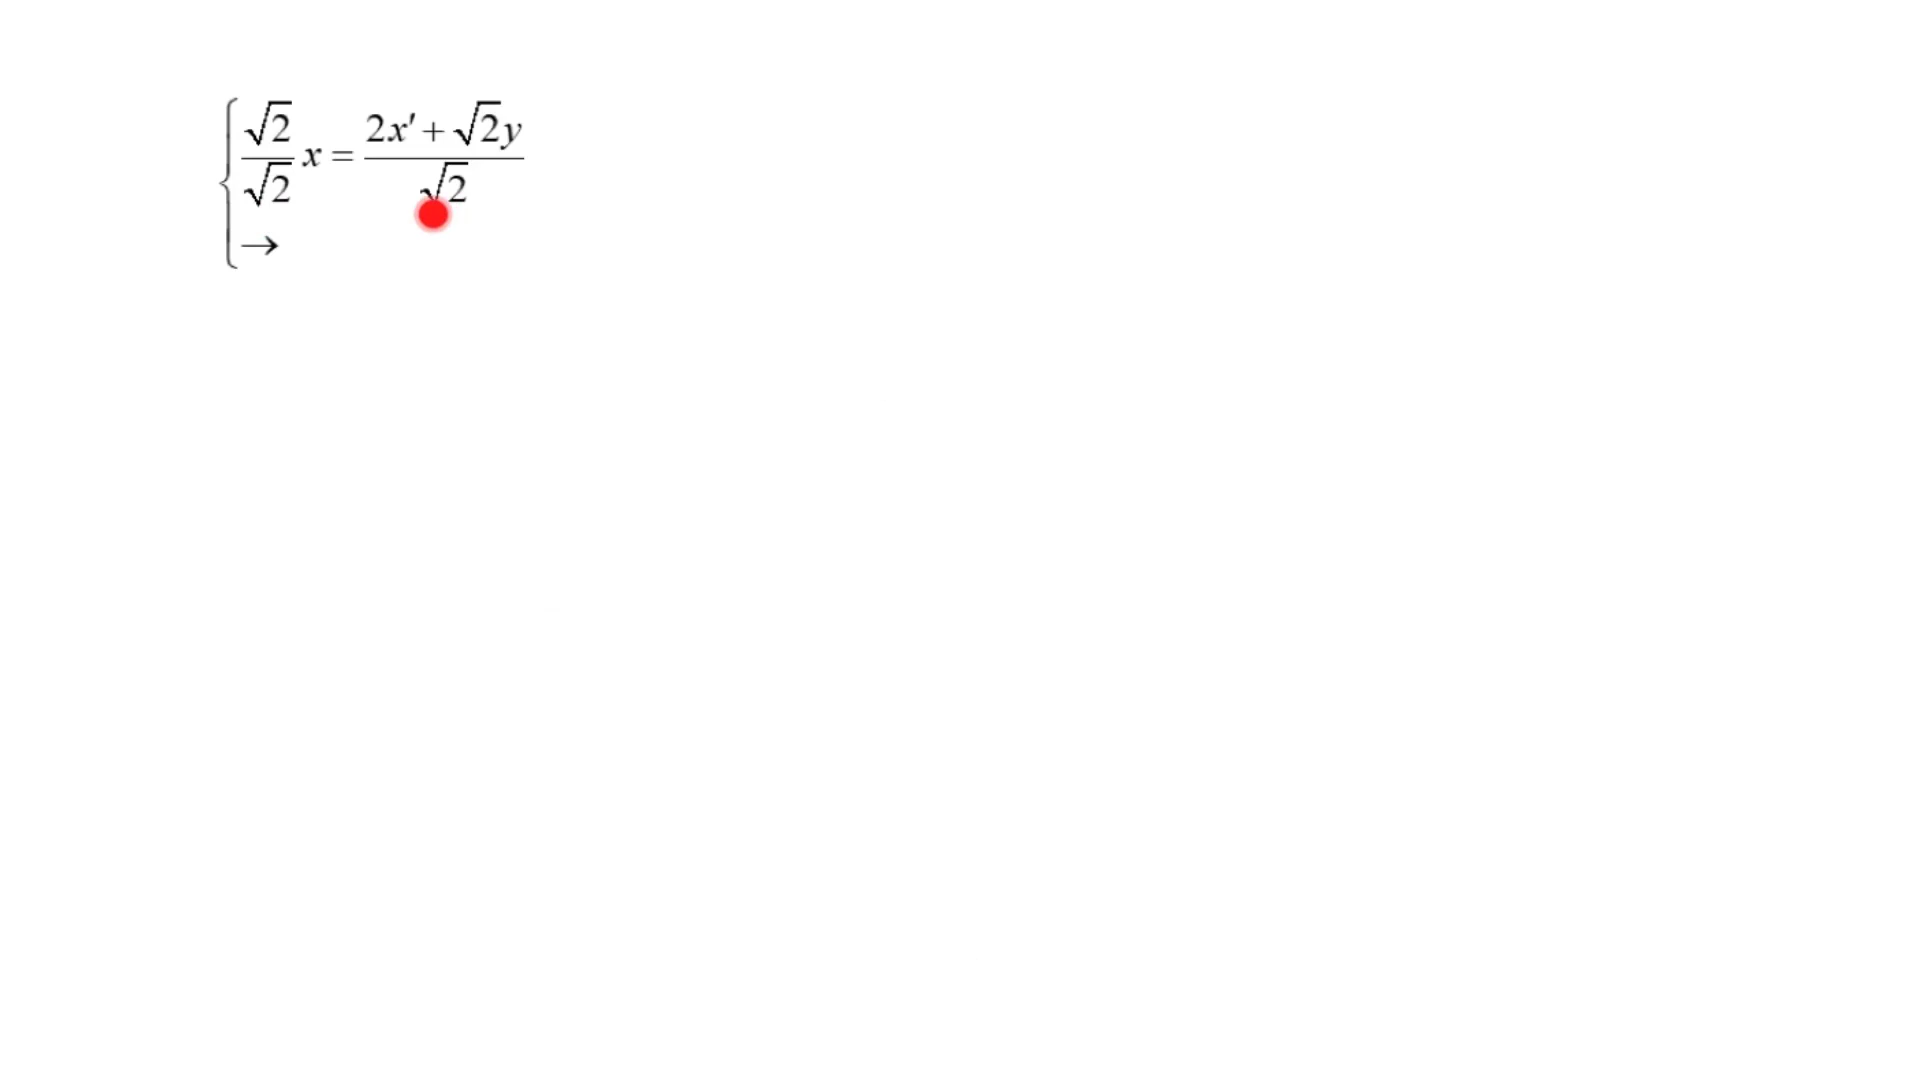 { √2/√2 x = (2x′ + √2y)/√2
→